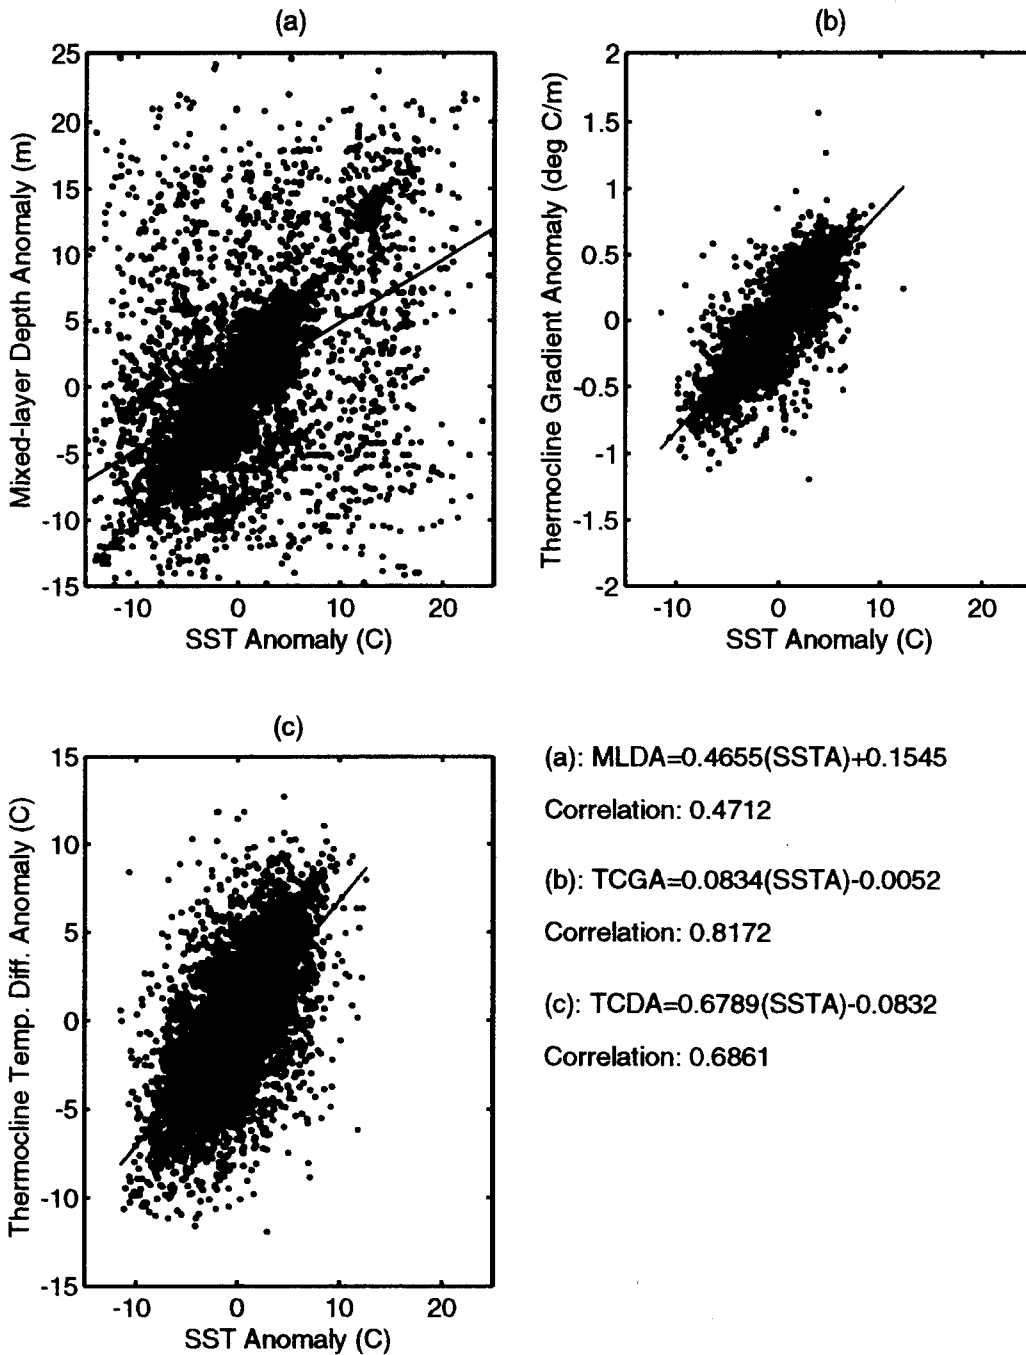 (a)
25
20
15
10
5
0
-5
-10
-15
Mixed-layer Depth Anomaly (m)
-10 0 10 20
SST Anomaly (C)
(b)
2
1.5
1
0.5
0
-0.5
-1
-1.5
-2
Thermocline Gradient Anomaly (deg C/m)
-10 0 10 20
SST Anomaly (C)
(c)
15
10
5
0
-5
-10
-15
Thermocline Temp. Diff. Anomaly (C)
-10 0 10 20
SST Anomaly (C)
(a): MLDA=0.4655(SSTA)+0.1545
Correlation: 0.4712
(b): TCGA=0.0834(SSTA)-0.0052
Correlation: 0.8172
(c): TCDA=0.6789(SSTA)-0.0832
Correlation: 0.6861